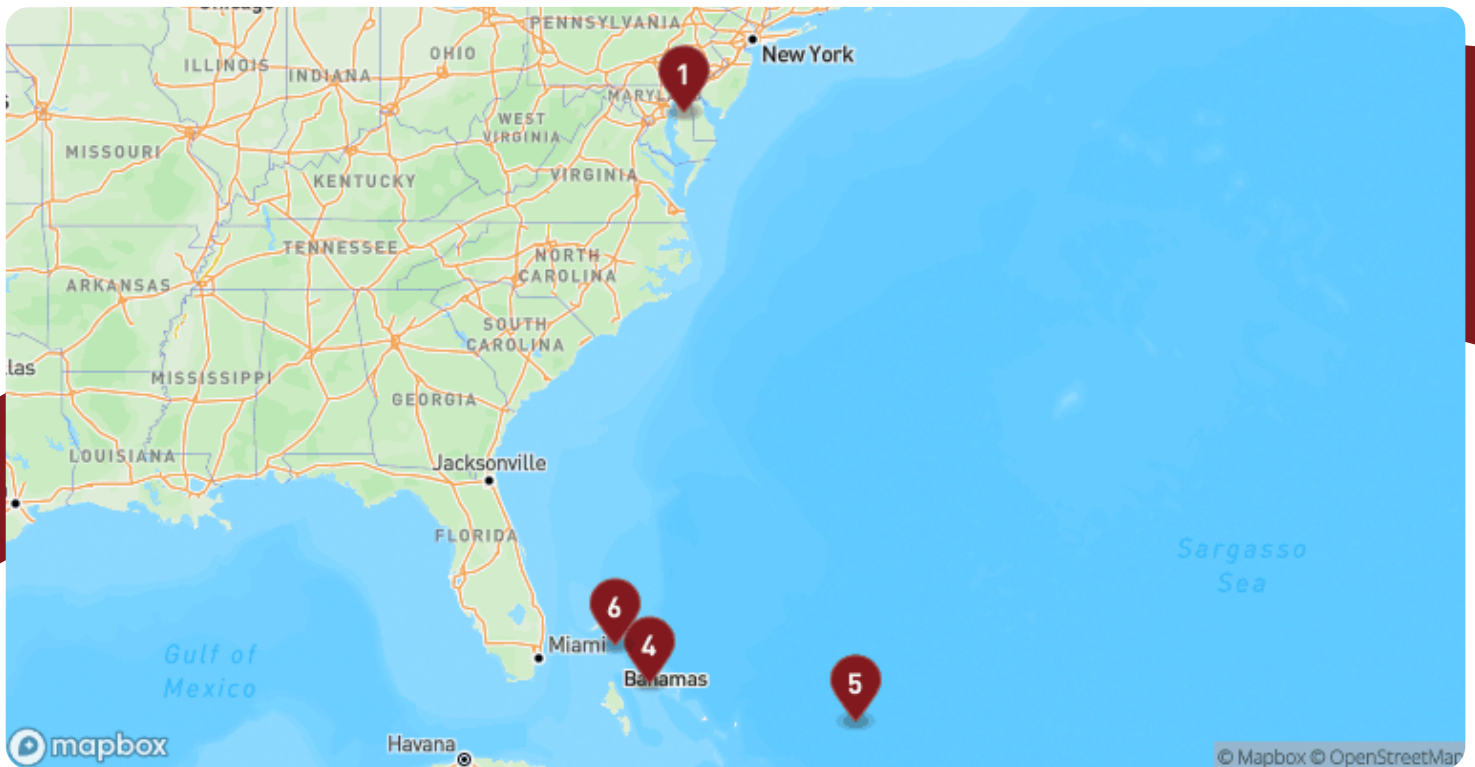 PENNSYLVANIA
New York
OHIO
ILLINOIS
INDIANA
1
WEST
VIRGINIA
MISSOURI
KENTUCKY
VIRGINIA
TENNESSEE
NORTH
CAROLINA
ARKANSAS
SOUTH
CAROLINA
las
MISSISSIPPI
GEORGIA
LOUISIANA
Jacksonville
FLORIDA
Sargasso
Sea
6
4
Miami
Gulf of
Mexico
Bahamas
5
Havana
mapbox
© Mapbox © OpenStreetMap